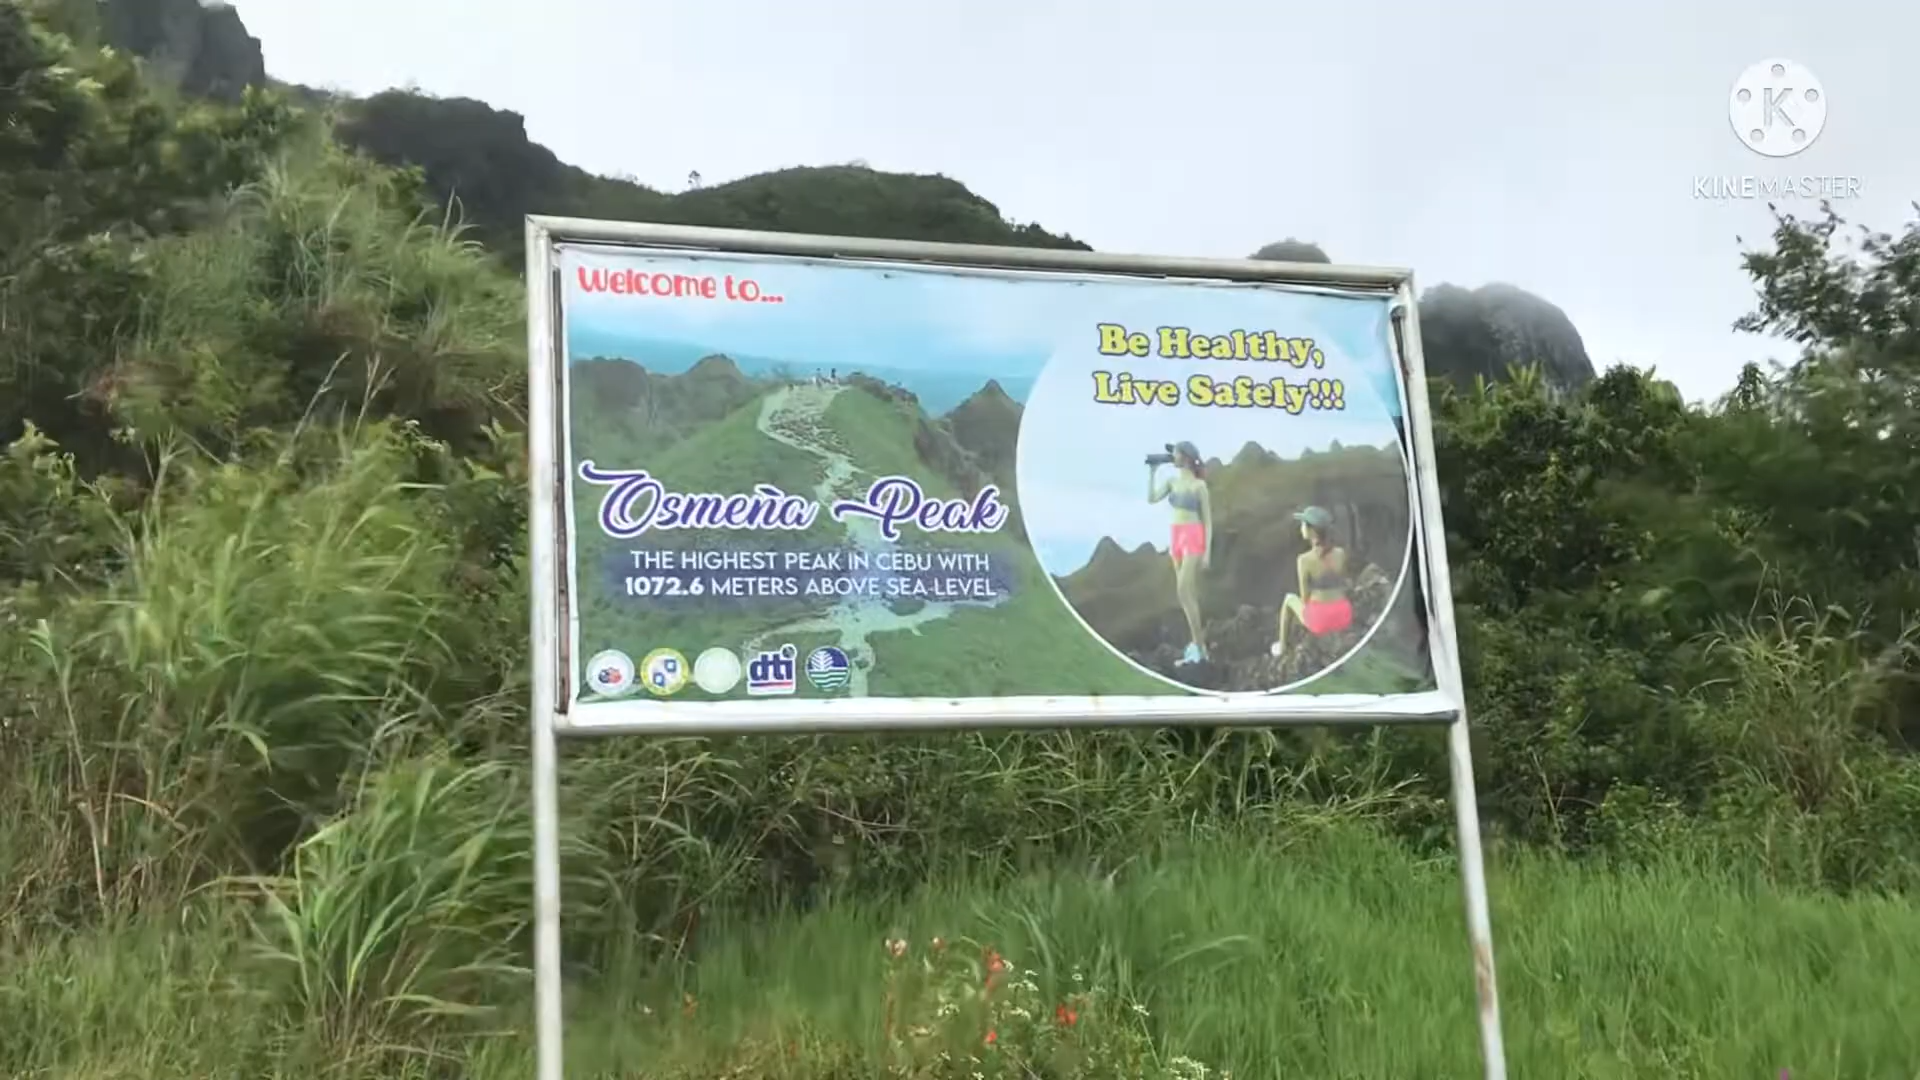 Welcome to...
Be Healthy,
Live Safely!!!
Osmeña Peak
THE HIGHEST PEAK IN CEBU WITH
1072.6 METERS ABOVE SEA-LEVEL
dti
K
KINEMASTER